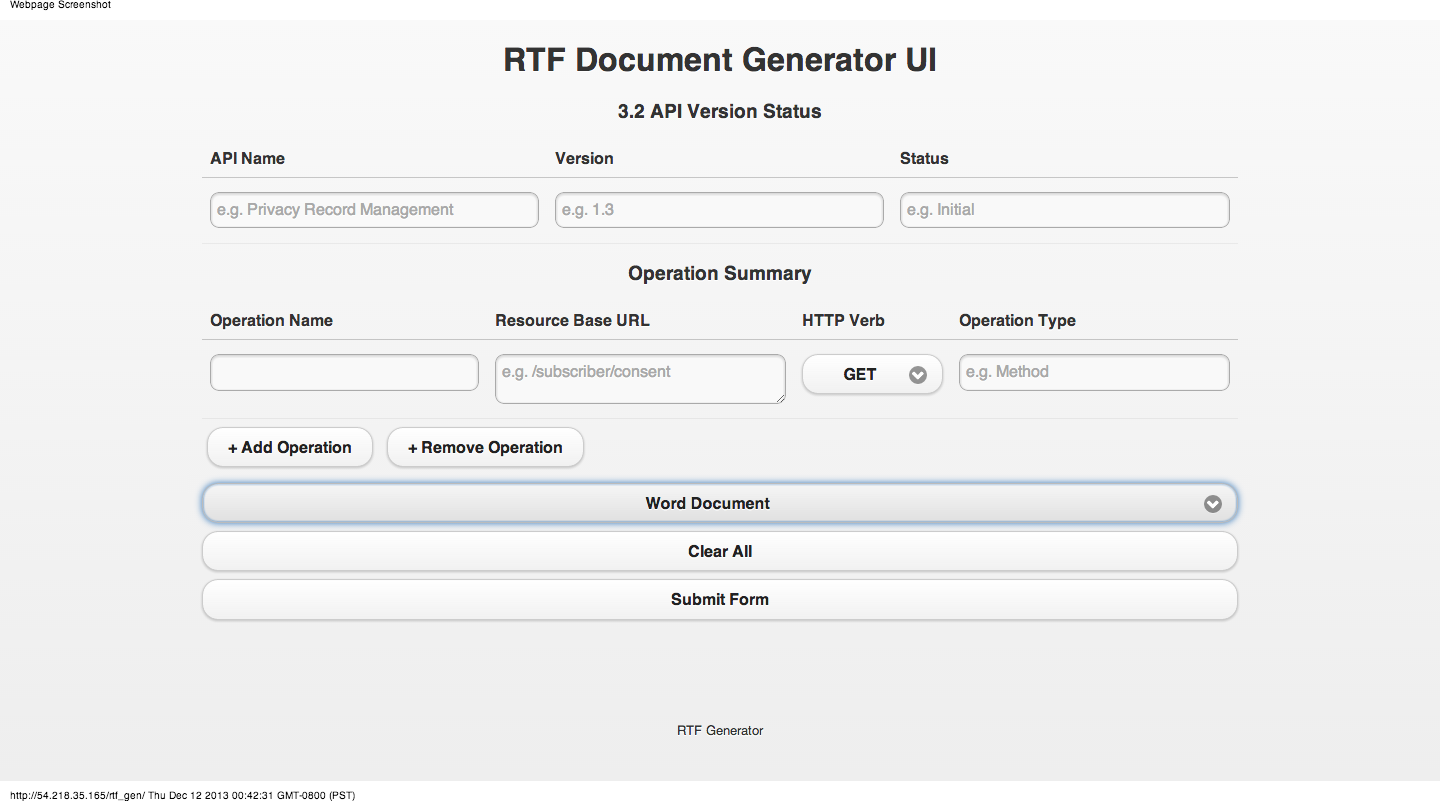 Webpage Screenshot
RTF Document Generator UI
3.2 API Version Status
API Name Version Status
e.g. Privacy Record Management e.g. 1.3 e.g. Initial
Operation Summary
Operation Name Resource Base URL HTTP Verb Operation Type
e.g. /subscriber/consent GET e.g. Method
+ Add Operation + Remove Operation
Word Document
Clear All
Submit Form
RTF Generator
http://54.218.35.165/rtf_gen/ Thu Dec 12 2013 00:42:31 GMT-0800 (PST)